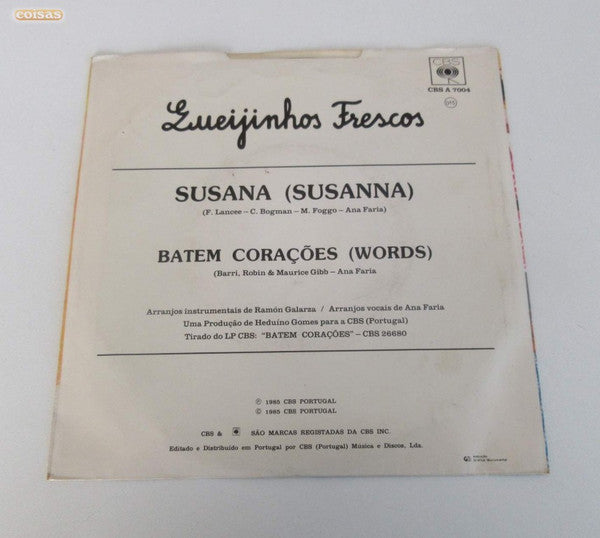 coisas
CBS
CBS A 7004
Queijinhos Frescos
SUSANA (SUSANNA)
(F. Lancee – C. Bogman – M. Foggo – Ana Faria)
BATEM CORAÇÕES (WORDS)
(Barri, Robin & Maurice Gibb – Ana Faria
Arranjos instrumentais de Ramón Galarza / Arranjos vocais de Ana Faria
Uma Produção de Heduíno Gomes para a CBS (Portugal)
Tirado do LP CBS: "BATEM CORAÇÕES" – CBS 26680
℗ 1985 CBS PORTUGAL
© 1985 CBS PORTUGAL
CBS & SÃO MARCAS REGISTADAS DA CBS INC.
Editado e Distribuído em Portugal por CBS (Portugal) Musica e Discos, Lda.